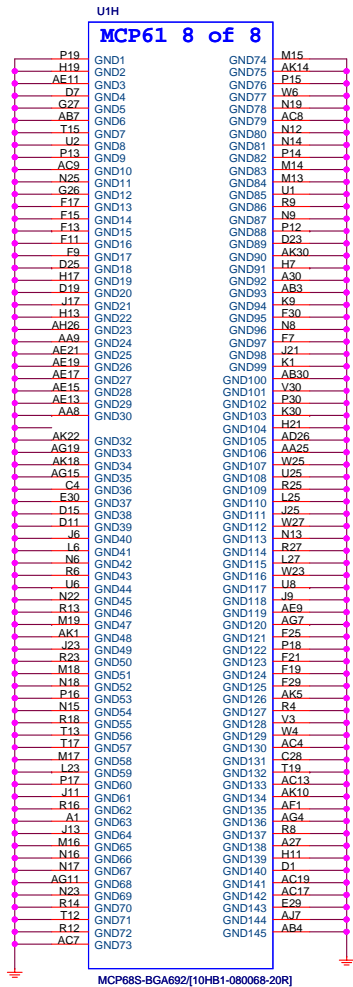 U1H
MCP61 8 of 8
P19 GND1 GND74 M15
H19 GND2 GND75 AK14
AE11 GND3 GND76 P15
D7 GND4 GND77 W6
G27 GND5 GND78 N19
AB7 GND6 GND79 AC8
T15 GND7 GND80 N12
U2 GND8 GND81 N14
P13 GND9 GND82 P14
AC9 GND10 GND83 M14
N25 GND11 GND84 M13
G26 GND12 GND85 U1
F17 GND13 GND86 R9
F15 GND14 GND87 N9
F13 GND15 GND88 P12
F11 GND16 GND89 D23
F9 GND17 GND90 AK30
D25 GND18 GND91 H7
H17 GND19 GND92 A30
D19 GND20 GND93 AB3
J17 GND21 GND94 K9
H13 GND22 GND95 F30
AH26 GND23 GND96 N8
AA9 GND24 GND97 F7
AE21 GND25 GND98 J21
AE19 GND26 GND99 K1
AE17 GND27 GND100 AB30
AE15 GND28 GND101 V30
AE13 GND29 GND102 P30
AA8 GND30 GND103 K30
GND104 H21
AK22 GND32 GND105 AD26
AG19 GND33 GND106 AA25
AK18 GND34 GND107 W25
AG15 GND35 GND108 U25
C4 GND36 GND109 R25
E30 GND37 GND110 L25
D15 GND38 GND111 J25
D11 GND39 GND112 W27
J6 GND40 GND113 N13
L6 GND41 GND114 R27
N6 GND42 GND115 L27
R6 GND43 GND116 W23
U6 GND44 GND117 U8
N22 GND45 GND118 J9
R13 GND46 GND119 AE9
M19 GND47 GND120 AG7
AK1 GND48 GND121 F25
J23 GND49 GND122 P18
R23 GND50 GND123 F21
M18 GND51 GND124 F19
N18 GND52 GND125 F29
P16 GND53 GND126 AK5
N15 GND54 GND127 R4
R18 GND55 GND128 V3
T13 GND56 GND129 W4
T17 GND57 GND130 AC4
M17 GND58 GND131 C28
L23 GND59 GND132 T19
P17 GND60 GND133 AC13
J11 GND61 GND134 AK10
R16 GND62 GND135 AF1
A1 GND63 GND136 AG4
J13 GND64 GND137 R8
M16 GND65 GND138 A27
N16 GND66 GND139 H11
N17 GND67 GND140 D1
AG11 GND68 GND141 AC19
N23 GND69 GND142 AC17
R14 GND70 GND143 E29
T12 GND71 GND144 AJ7
R12 GND72 GND145 AB4
AC7 GND73
MCP68S-BGA692/[10HB1-080068-20R]